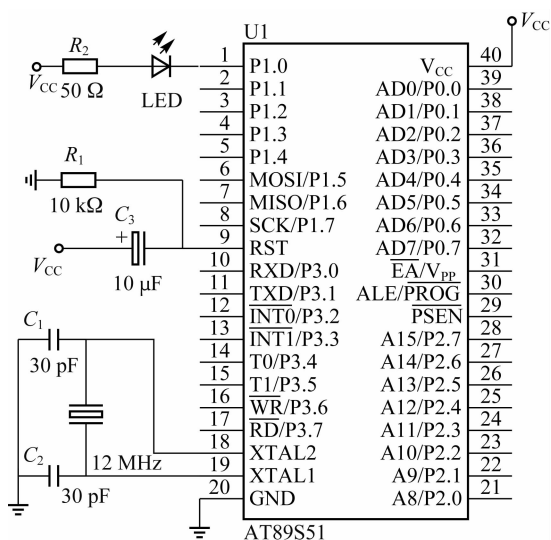 U1
V_CC
R_2
V_CC
50 Ω
LED
R_1
10 kΩ
C_3
+
V_CC
10 μF
C_1
30 pF
C_2
12 MHz
30 pF
1 P1.0
2 P1.1
3 P1.2
4 P1.3
5 P1.4
6 MOSI/P1.5
7 MISO/P1.6
8 SCK/P1.7
9 RST
10 RXD/P3.0
11 TXD/P3.1
12 INT0/P3.2
13 INT1/P3.3
14 T0/P3.4
15 T1/P3.5
16 WR/P3.6
17 RD/P3.7
18 XTAL2
19 XTAL1
20 GND
V_CC 40
AD0/P0.0 39
AD1/P0.1 38
AD2/P0.2 37
AD3/P0.3 36
AD4/P0.4 35
AD5/P0.5 34
AD6/P0.6 33
AD7/P0.7 32
EA/V_PP 31
ALE/PROG 30
PSEN 29
A15/P2.7 28
A14/P2.6 27
A13/P2.5 26
A12/P2.4 25
A11/P2.3 24
A10/P2.2 23
A9/P2.1 22
A8/P2.0 21
AT89S51